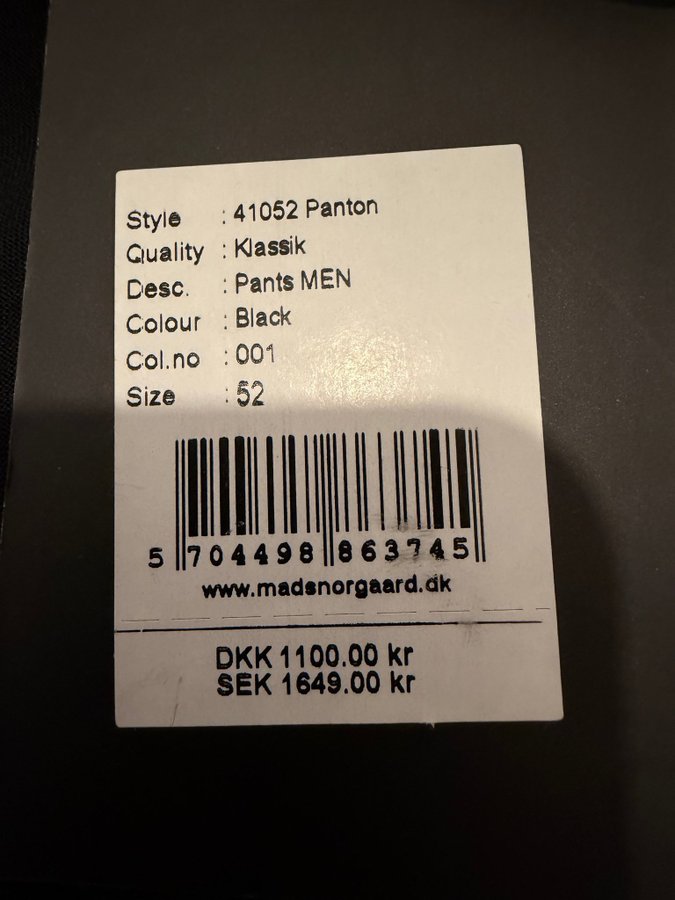 Style : 41052 Panton
Quality : Klassik
Desc. : Pants MEN
Colour : Black
Col.no : 001
Size : 52
5 704498 863745
www.madsnorgaard.dk
DKK 1100.00 kr
SEK 1649.00 kr